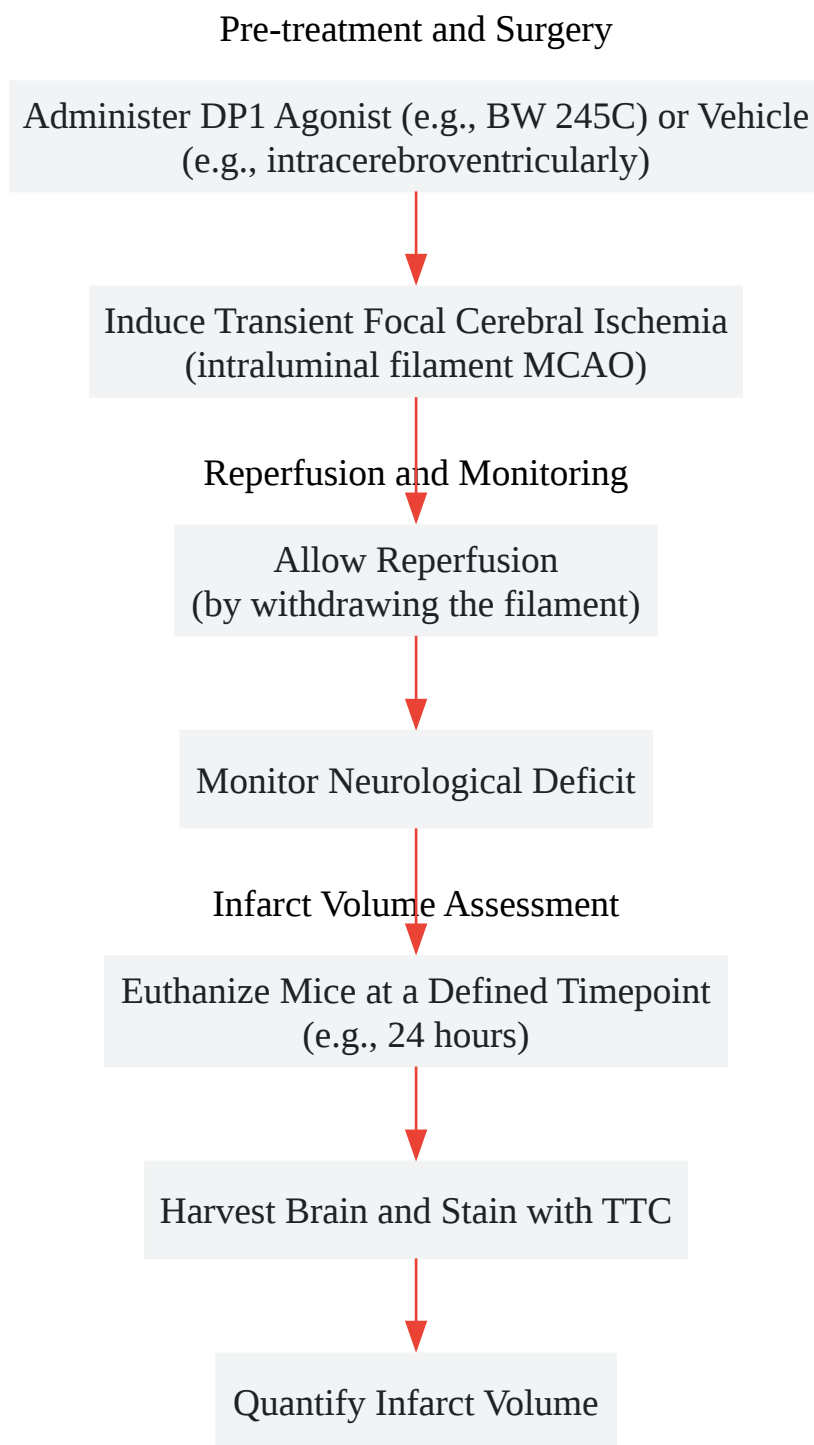 Pre-treatment and Surgery
Administer DP1 Agonist (e.g., BW 245C) or Vehicle
(e.g., intracerebroventricularly)
Induce Transient Focal Cerebral Ischemia
(intraluminal filament MCAO)
Reperfusion and Monitoring
Allow Reperfusion
(by withdrawing the filament)
Monitor Neurological Deficit
Infarct Volume Assessment
Euthanize Mice at a Defined Timepoint
(e.g., 24 hours)
Harvest Brain and Stain with TTC
Quantify Infarct Volume